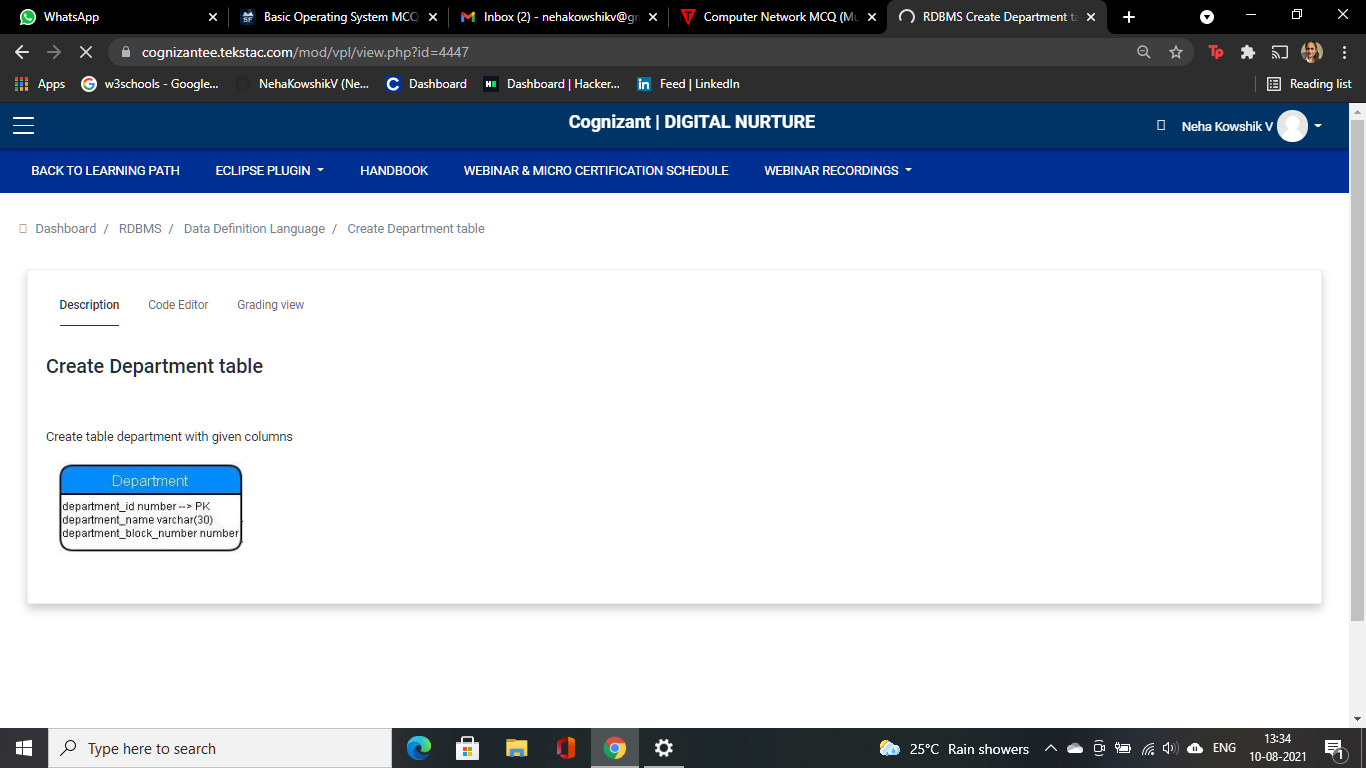 WhatsApp
Basic Operating System MCQ
Inbox (2) - nehakowshikv@gm
Computer Network MCQ (Mu
RDBMS Create Department ta
cognizantee.tekstac.com/mod/vpl/view.php?id=4447
Apps
w3schools - Google...
NehaKowshikV (Ne...
Dashboard
Dashboard | Hacker...
Feed | LinkedIn
Reading list
Cognizant | DIGITAL NURTURE
Neha Kowshik V
BACK TO LEARNING PATH
ECLIPSE PLUGIN
HANDBOOK
WEBINAR & MICRO CERTIFICATION SCHEDULE
WEBINAR RECORDINGS
Dashboard / RDBMS / Data Definition Language / Create Department table
Description
Code Editor
Grading view
Create Department table
Create table department with given columns
Department
department_id number --> PK
department_name varchar(30)
department_block_number number
Type here to search
25°C Rain showers
ENG
13:34
10-08-2021
1